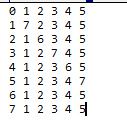 0 1 2 3 4 5
1 7 2 3 4 5
2 1 6 3 4 5
3 1 2 7 4 5
4 1 2 3 6 5
5 1 2 3 4 7
6 1 2 3 4 5
7 1 2 3 4 5